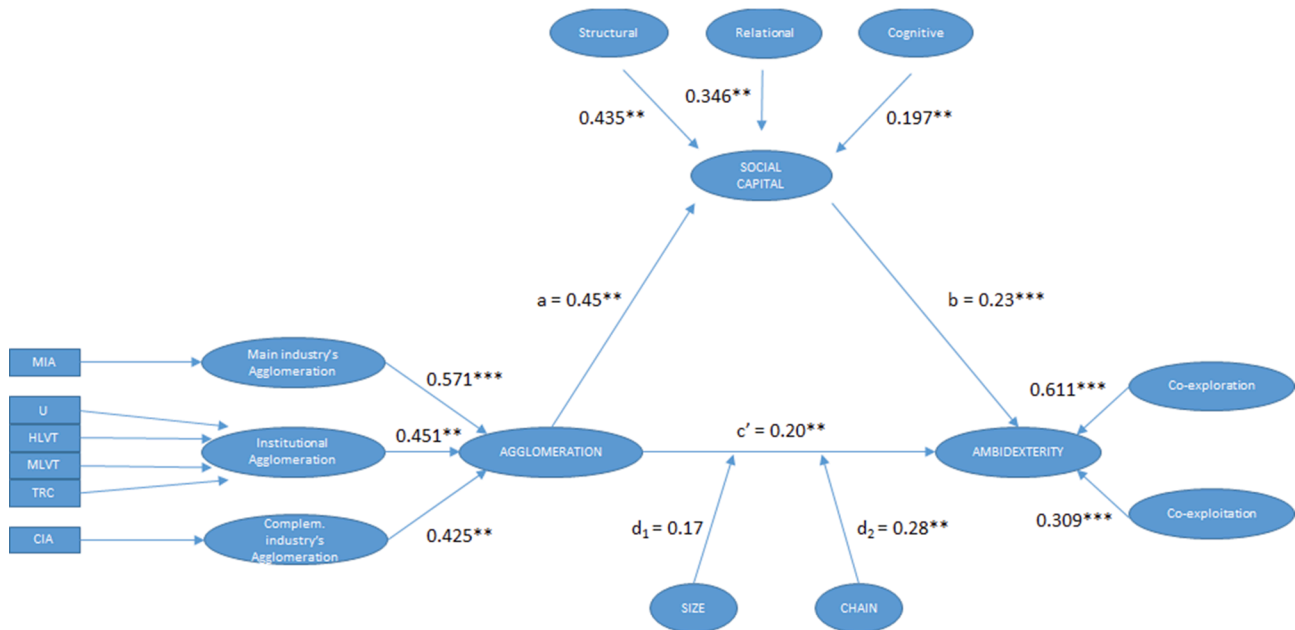 Structural
Relational
Cognitive
0.435**
0.346**
0.197**
SOCIAL
CAPITAL
a = 0.45**
b = 0.23***
MIA
Main industry's
Agglomeration
0.571***
U
HLVT
MLVT
TRC
Institutional
Agglomeration
0.451**
AGGLOMERATION
c' = 0.20**
AMBIDEXTERITY
0.611***
Co-exploration
CIA
Complem.
industry's
Agglomeration
0.425**
d1 = 0.17
d2 = 0.28**
0.309***
Co-exploitation
SIZE
CHAIN